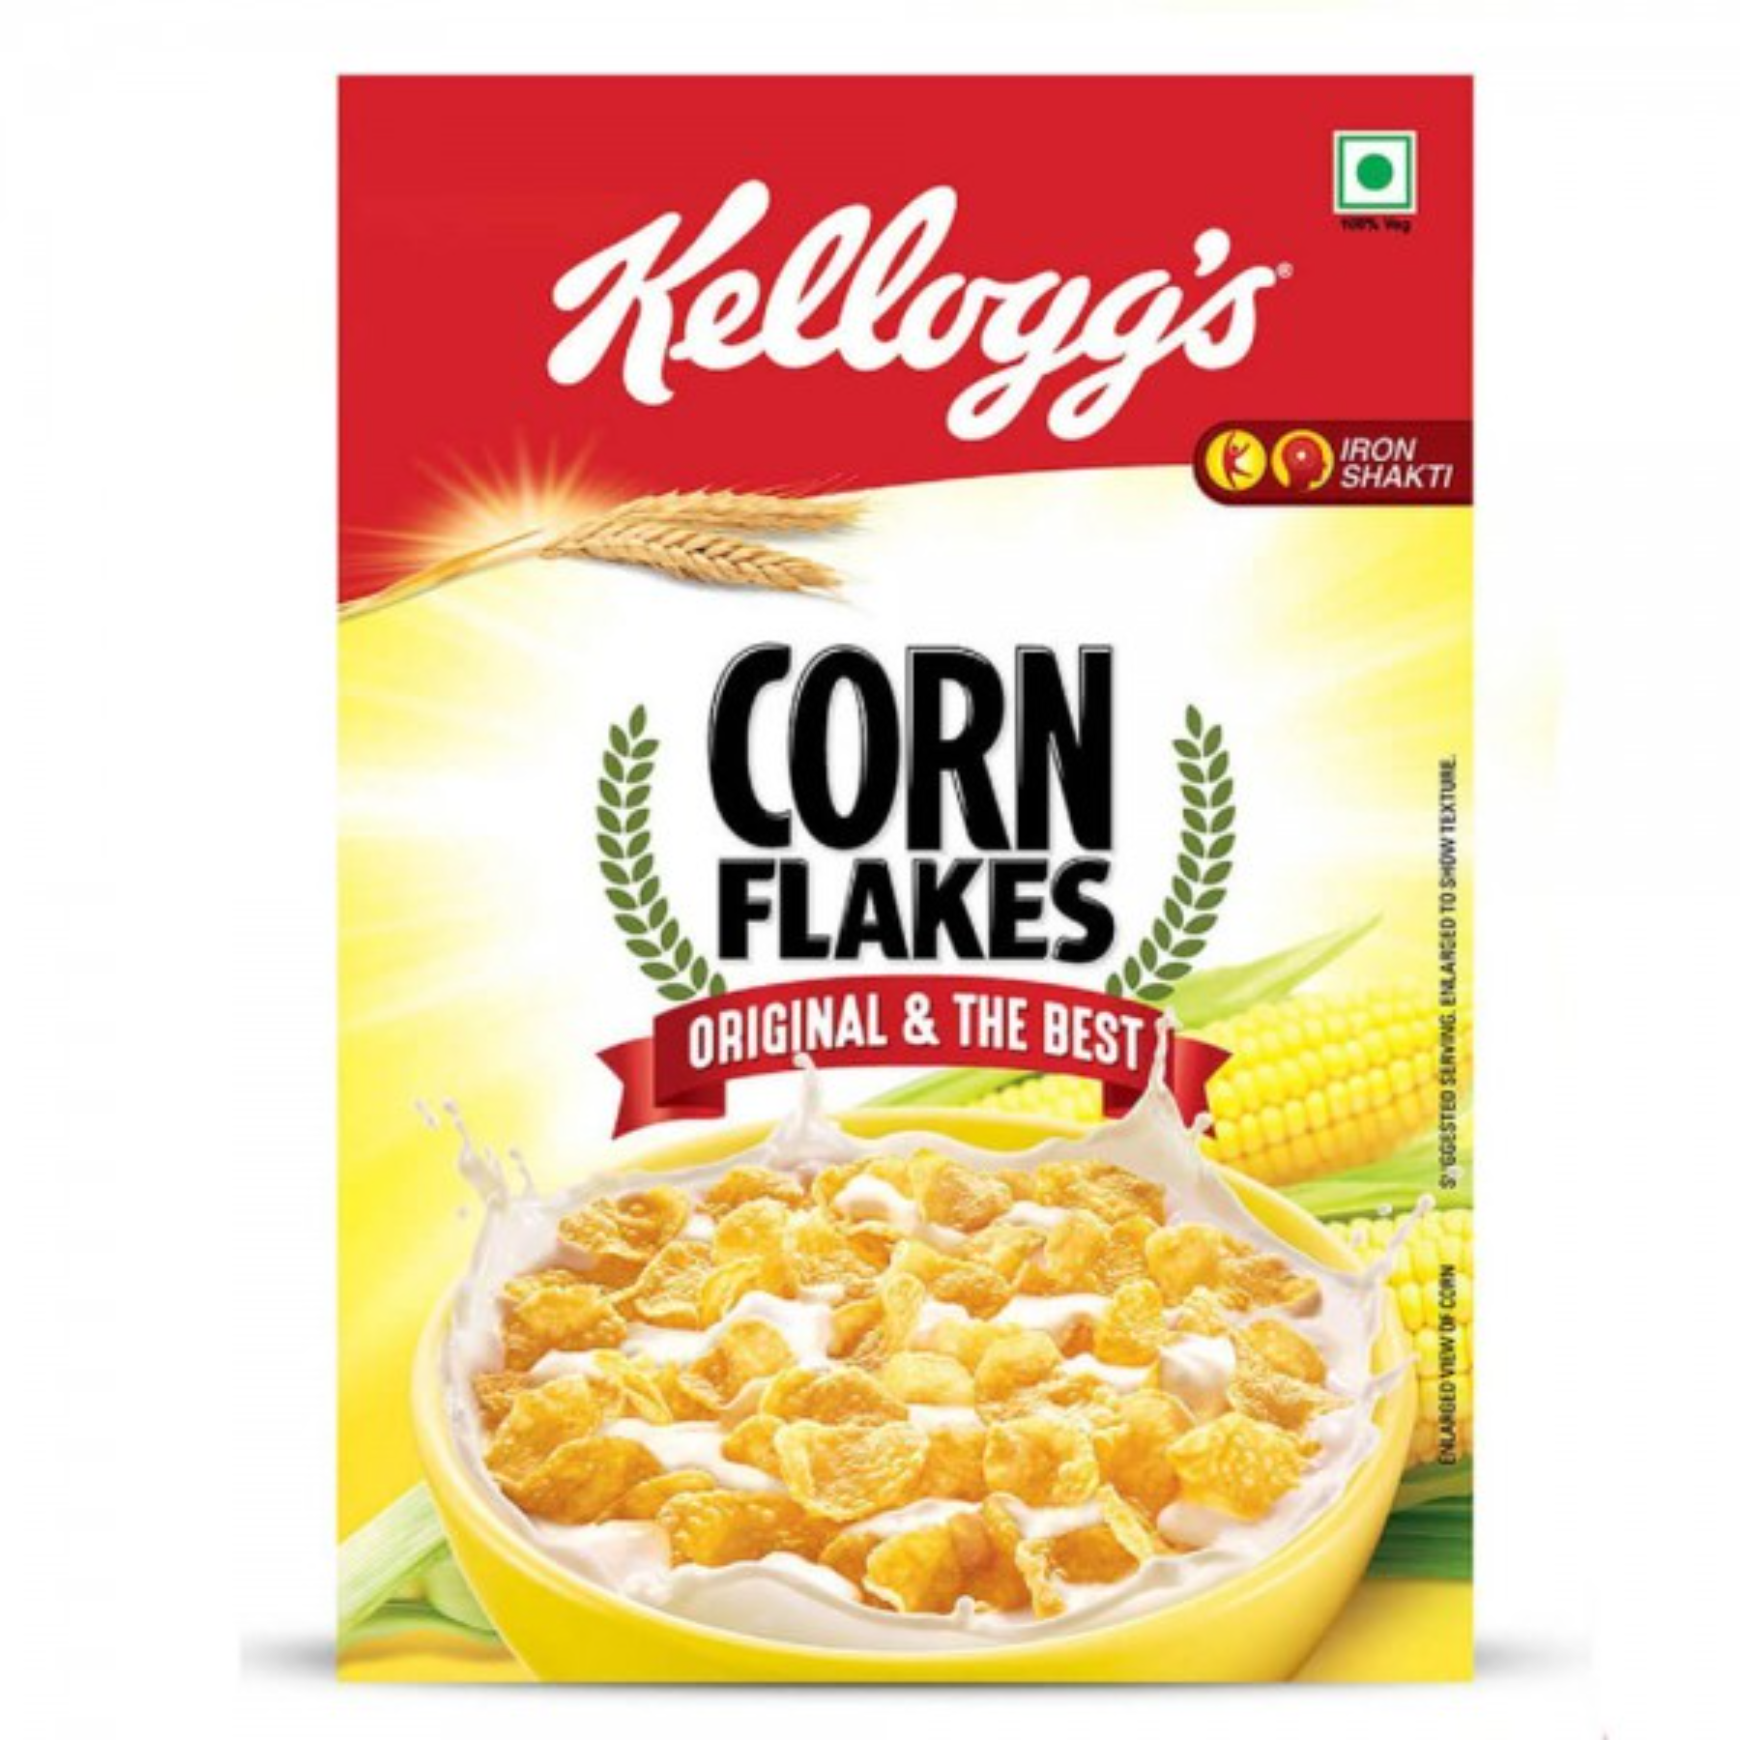 100% Veg
Kellogg's®
IRON
SHAKTI
CORN
FLAKES
ORIGINAL & THE BEST
SUGGESTED SERVING. ENLARGED TO SHOW TEXTURE.
ENLARGED VIEW OF CORN